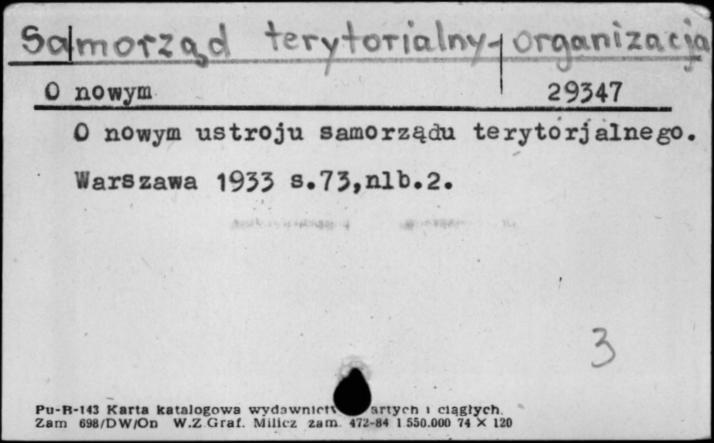 Samorząd terytorialny-organizacja
O nowym 29347
O nowym ustroju samorządu terytorjalnego.
Warszawa 1933 s.73,nlb.2.
3
Pu-B-143 Karta katalogowa wydawnictw artych i ciągłych.
Zam 698/DW/On W.Z.Graf. Milicz zam. 472-84 1.550.000 74 × 120